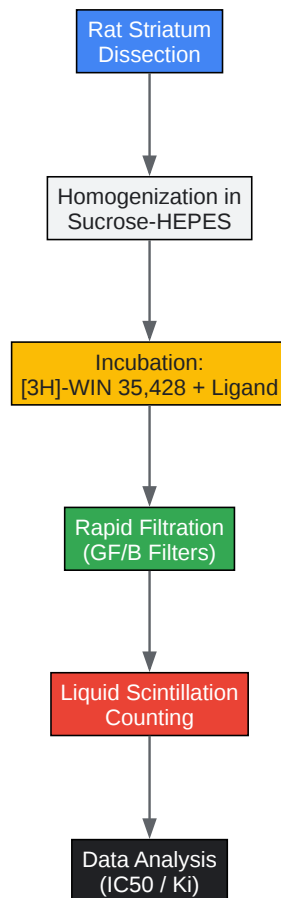 Rat Striatum
Dissection
Homogenization in
Sucrose-HEPES
Incubation:
[3H]-WIN 35,428 + Ligand
Rapid Filtration
(GF/B Filters)
Liquid Scintillation
Counting
Data Analysis
(IC50 / Ki)